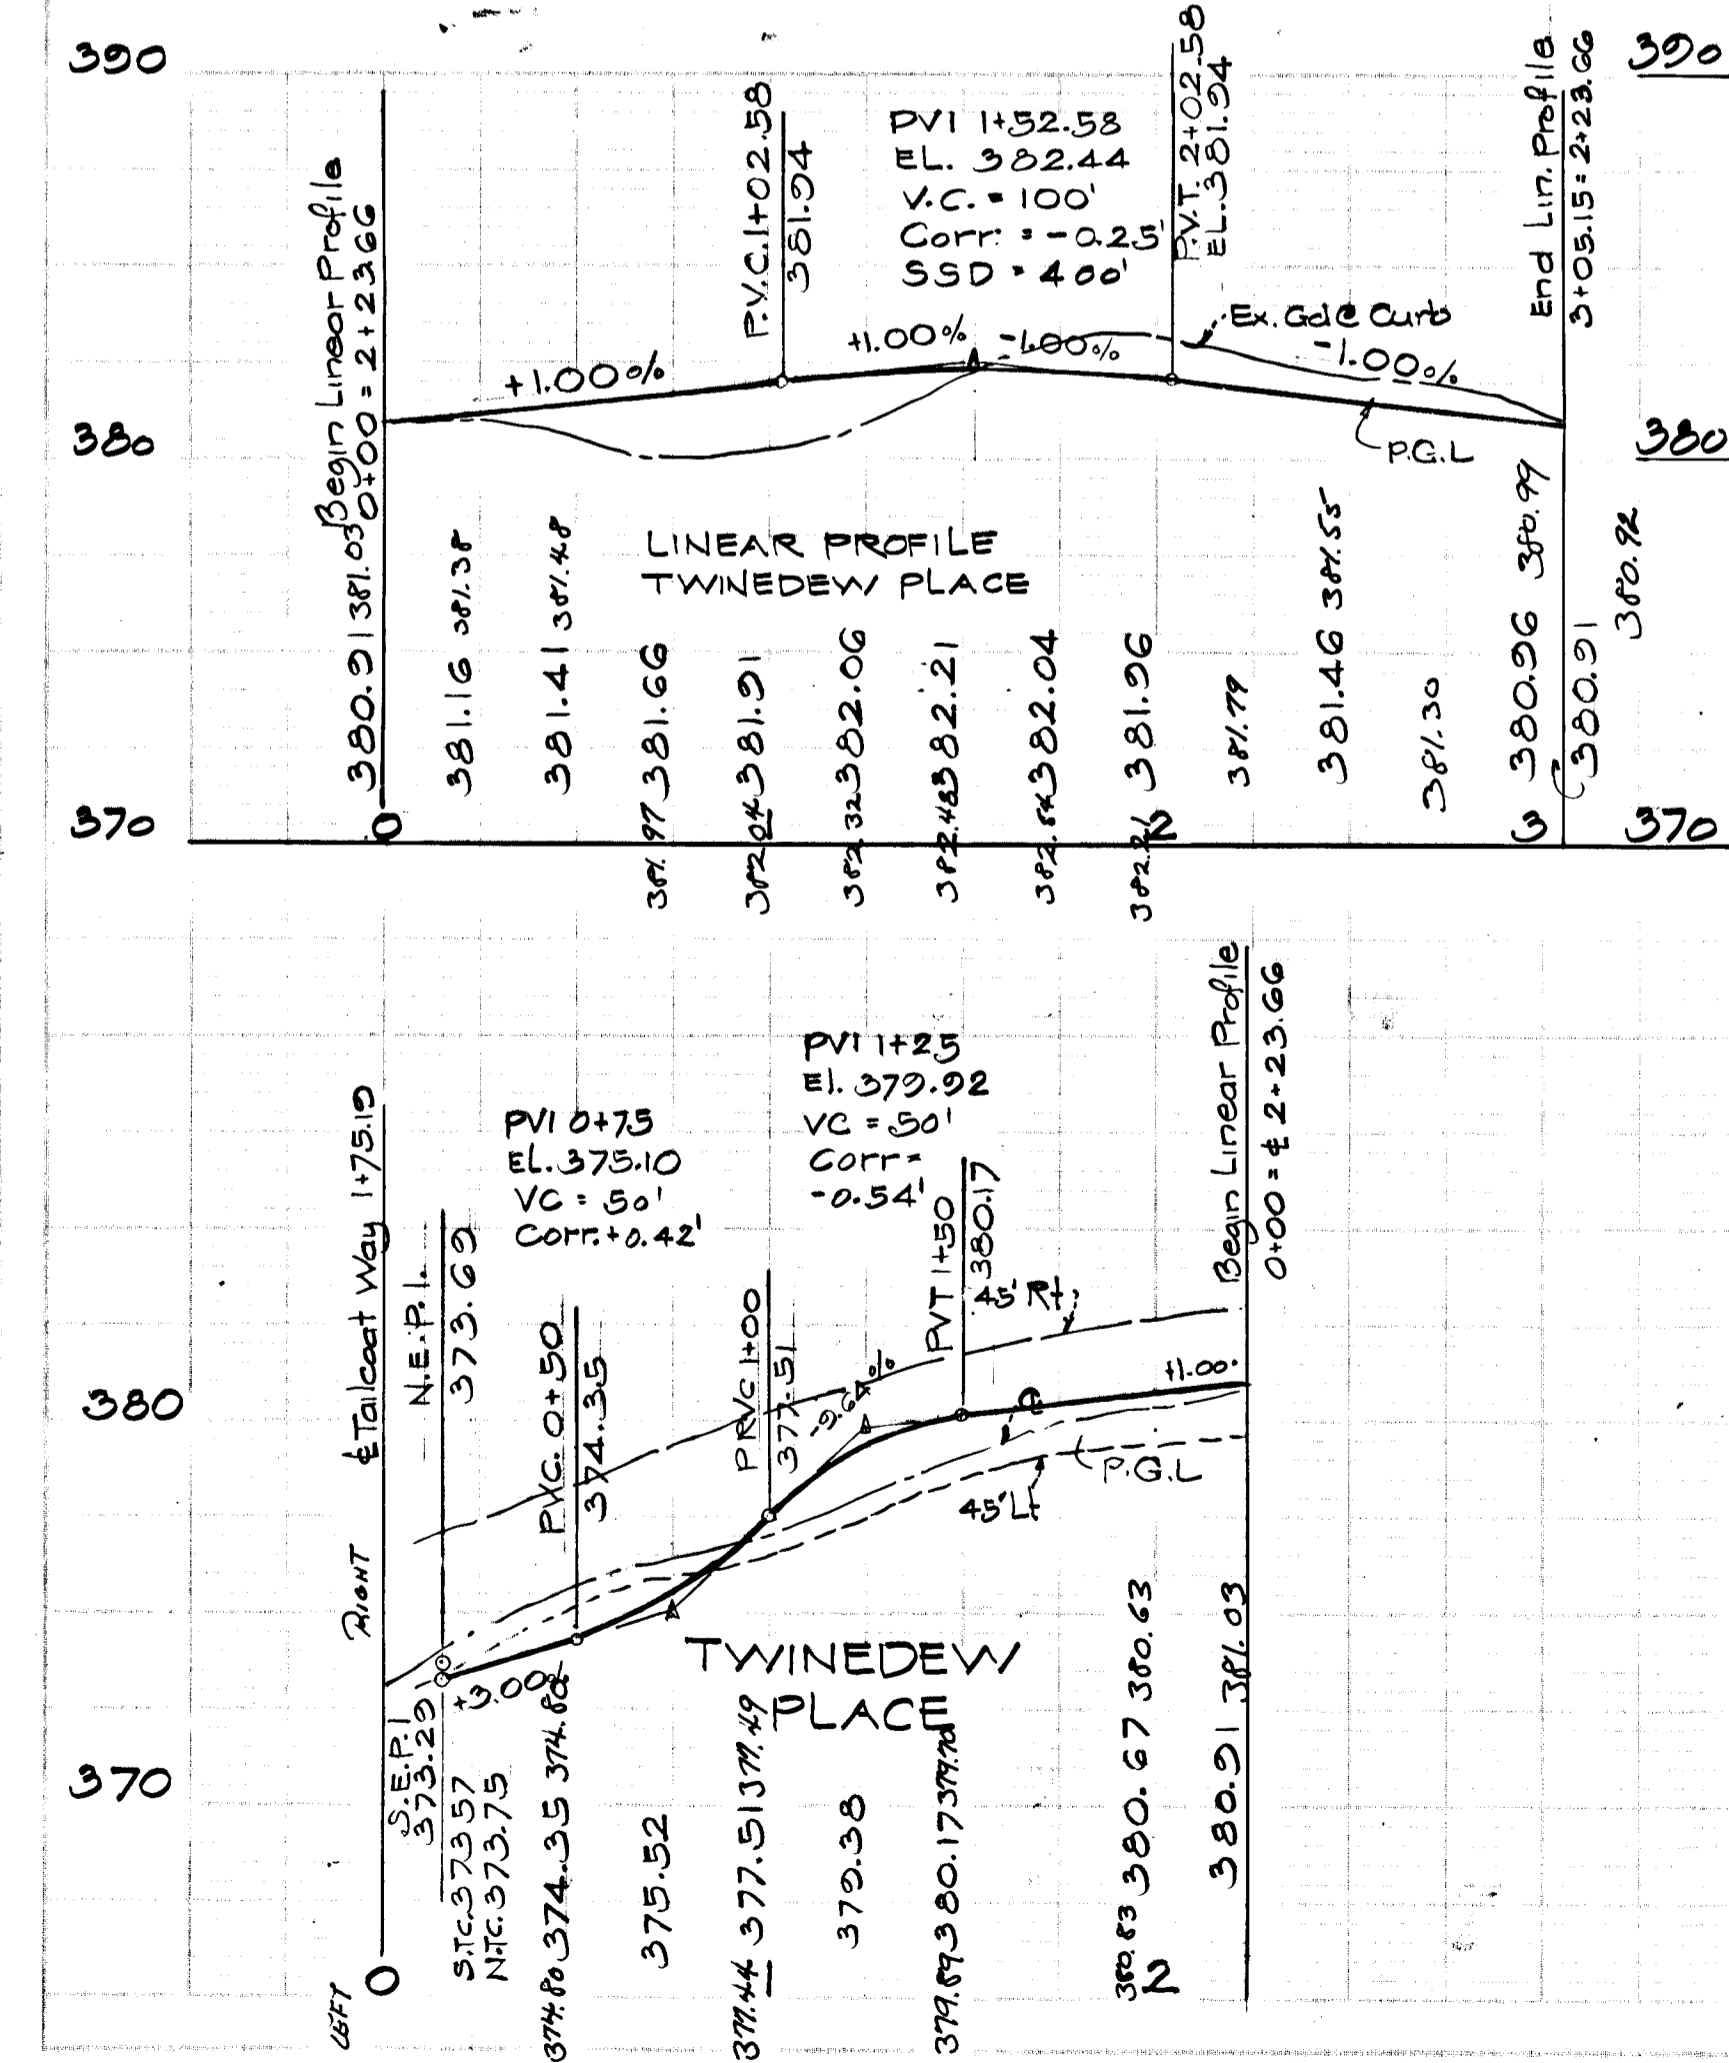 390
390
Begin Linear Profile
0+00 = 2+23.66
P.V.C. 1+02.58
381.94
PVI 1+52.58
EL. 382.44
V.C. = 100'
Corr. = -0.25'
SSD = 400'
P.V.T. 2+02.58
EL. 381.94
End Lin. Profile
3+05.15 = 2+23.66
+1.00%
+1.00%
-1.00%
Ex. Gd @ Curb
-1.00%
P.G.L
380
380
LINEAR PROFILE
TWINEDEW PLACE
380.91 381.03
381.16 381.38
381.41 381.48
381.97 381.66
382.04 381.91
382.32 382.06
382.48 382.21
382.54 382.04
382.21 381.96
381.79
381.46 381.55
381.30
380.96 380.99
380.91
380.92
370
0
2
3
370
℄ Tailcoat Way 1+75.19
N.E.P.I.
373.69
PVI 0+75
EL. 375.10
VC = 50'
Corr. +0.42'
PVI 1+25
El. 379.92
VC = 50'
Corr =
-0.54'
Begin Linear Profile
0+00 = ℄ 2+23.66
P.V.C. 0+50
374.35
PRVC 1+00
377.51
PVT 1+50
380.17
45' Rt.
+1.00
380
P.G.L
45' Lt
RIGHT
+3.00
TWINEDEW
PLACE
S.E.P.I
373.29
S.T.C. 373.57
N.T.C. 373.75
370
374.80 374.35 374.82
375.52
377.44 377.51 377.49
379.38
379.89 380.17 379.70
380.83 380.67 380.63
380.91 381.03
LEFT
0
2